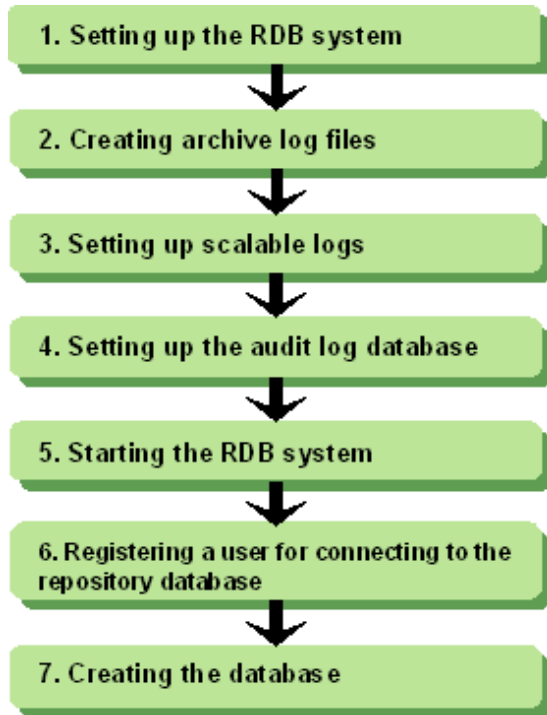 1. Setting up the RDB system
2. Creating archive log files
3. Setting up scalable logs
4. Setting up the audit log database
5. Starting the RDB system
6. Registering a user for connecting to the
repository database
7. Creating the database